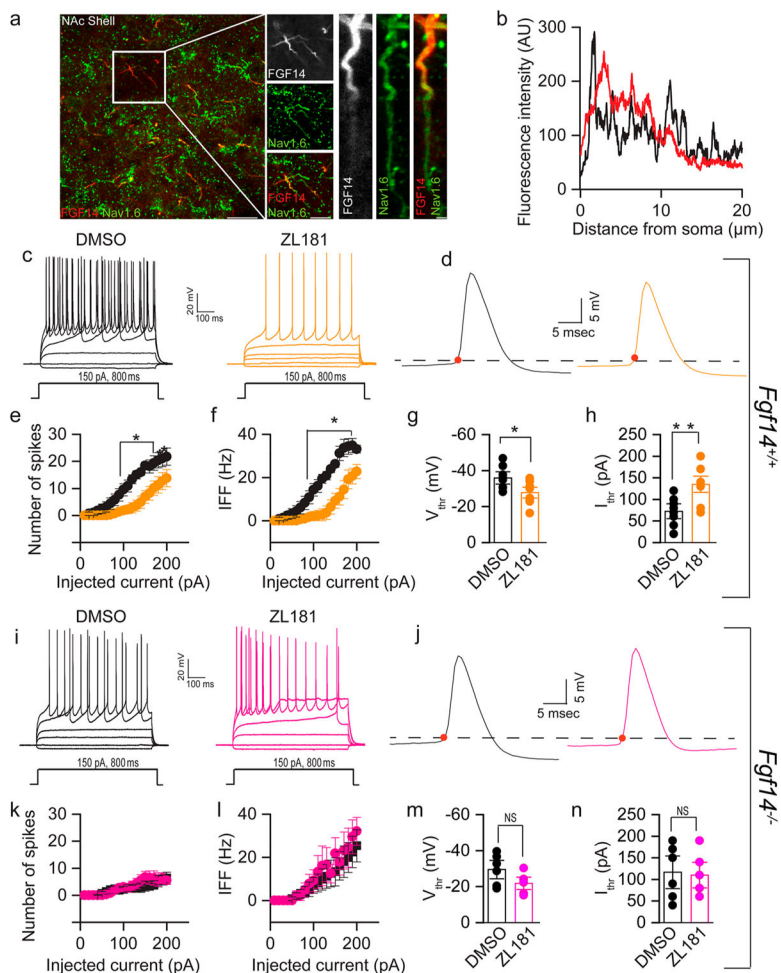 a
NAc Shell
FGF14
Nav1.6
FGF14
Nav1.6
FGF14 Nav1.6
FGF14
Nav1.6
FGF14
Nav1.6
b
Fluorescence intensity (AU)
300
200
100
0
0 10 20
Distance from soma (µm)
c
DMSO
ZL181
20 mV
100 ms
150 pA, 800 ms
150 pA, 800 ms
d
5 mV
5 msec
Fgf14+/+
e
Number of spikes
30
20
10
0
*
0 100 200
Injected current (pA)
f
IFF (Hz)
40
20
0
*
0 100 200
Injected current (pA)
g
Vthr (mV)
-60
-40
-20
0
*
DMSO
ZL181
h
Ithr (pA)
250
200
150
100
50
0
* *
DMSO
ZL181
i
DMSO
ZL181
20 mV
100 ms
150 pA, 800 ms
150 pA, 800 ms
j
5 mV
5 msec
Fgf14-/-
k
Number of spikes
30
20
10
0
0 100 200
Injected current (pA)
l
IFF (Hz)
40
20
0
0 100 200
Injected current (pA)
m
Vthr (mV)
-60
-40
-20
0
NS
DMSO
ZL181
n
Ithr (pA)
250
200
150
100
50
0
NS
DMSO
ZL181